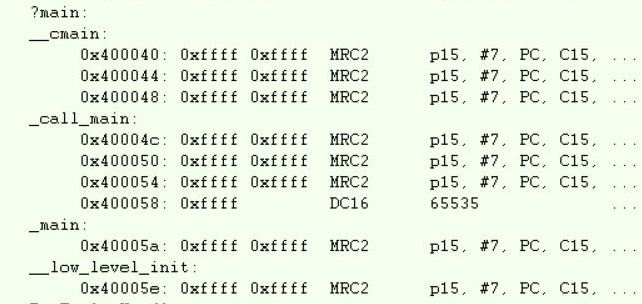 ?main:
__cmain:
0x400040: 0xffff 0xffff MRC2 p15, #7, PC, C15, ...
0x400044: 0xffff 0xffff MRC2 p15, #7, PC, C15, ...
0x400048: 0xffff 0xffff MRC2 p15, #7, PC, C15, ...
_call_main:
0x40004c: 0xffff 0xffff MRC2 p15, #7, PC, C15, ...
0x400050: 0xffff 0xffff MRC2 p15, #7, PC, C15, ...
0x400054: 0xffff 0xffff MRC2 p15, #7, PC, C15, ...
0x400058: 0xffff DC16 65535 ...
_main:
0x40005a: 0xffff 0xffff MRC2 p15, #7, PC, C15, ...
__low_level_init:
0x40005e: 0xffff 0xffff MRC2 p15, #7, PC, C15, ...